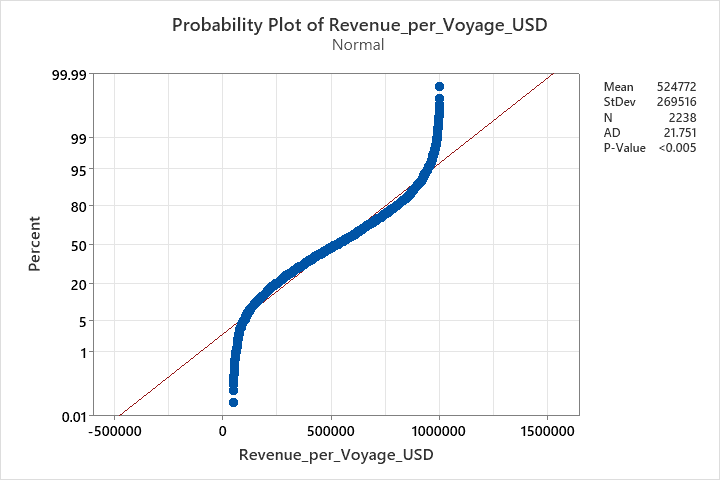 Probability Plot of Revenue_per_Voyage_USD
Normal
Mean 524772
StDev 269516
N 2238
AD 21.751
P-Value <0.005
Percent
99.99
99
95
80
50
20
5
1
0.01
-500000 0 500000 1000000 1500000
Revenue_per_Voyage_USD